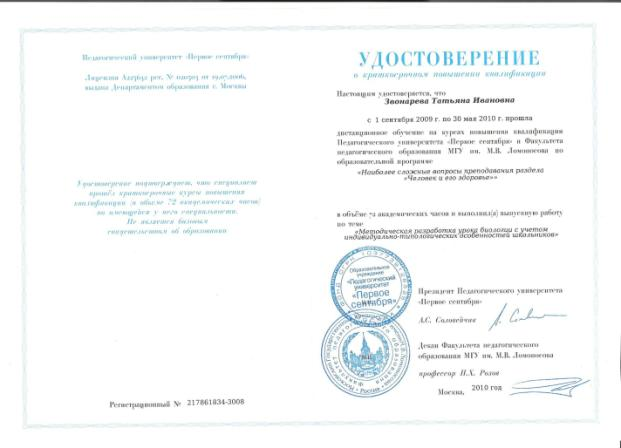 Педагогический университет «Первое сентября»
Лицензия А227632 рег. № 020203 от 19.07.2006,
выдана Департаментом образования г. Москвы
Удостоверение подтверждает, что специалист
прошёл краткосрочные курсы повышения
квалификации (в объеме 72 академических часов)
по имеющейся у него специальности.
Не является базовым
свидетельством об образовании
Регистрационный № 217861834-3008
УДОСТОВЕРЕНИЕ
о краткосрочном повышении квалификации
Настоящим удостоверяется, что
Звонарева Татьяна Ивановна
с 1 сентября 2009 г. по 30 мая 2010 г. прошла
дистанционное обучение на курсах повышения квалификации
Педагогического университета «Первое сентября» и Факультета
педагогического образования МГУ им. М.В. Ломоносова по
образовательной программе
«Наиболее сложные вопросы преподавания раздела
«Человек и его здоровье»»
в объёме 72 академических часов и выполнил(а) выпускную работу
по теме
«Методическая разработка урока биологии с учетом
индивидуально-типологических особенностей школьников»
Образовательное
учреждение
«Педагогический
университет
«Первое
сентября»
Президент Педагогического университета
«Первое сентября»
А.С. Соловейчик
Декан Факультета педагогического
образования МГУ им. М.В. Ломоносова
профессор Н.Х. Розов
Москва, 2010 год